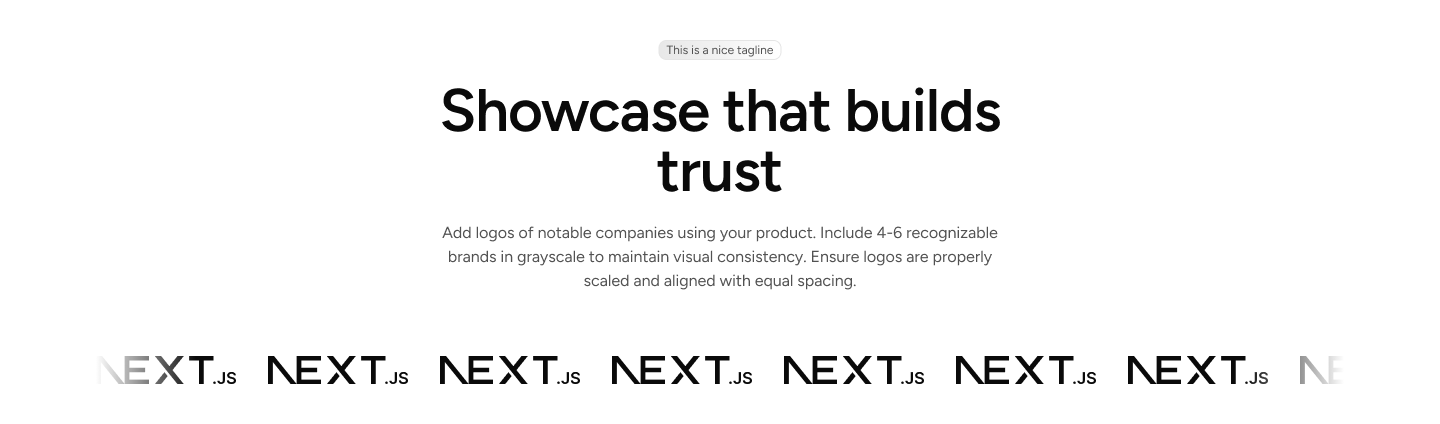 This is a nice tagline
Showcase that builds
trust
Add logos of notable companies using your product. Include 4-6 recognizable
brands in grayscale to maintain visual consistency. Ensure logos are properly
scaled and aligned with equal spacing.
NEXT.JS NEXT.JS NEXT.JS NEXT.JS NEXT.JS NEXT.JS NEXT.JS NE